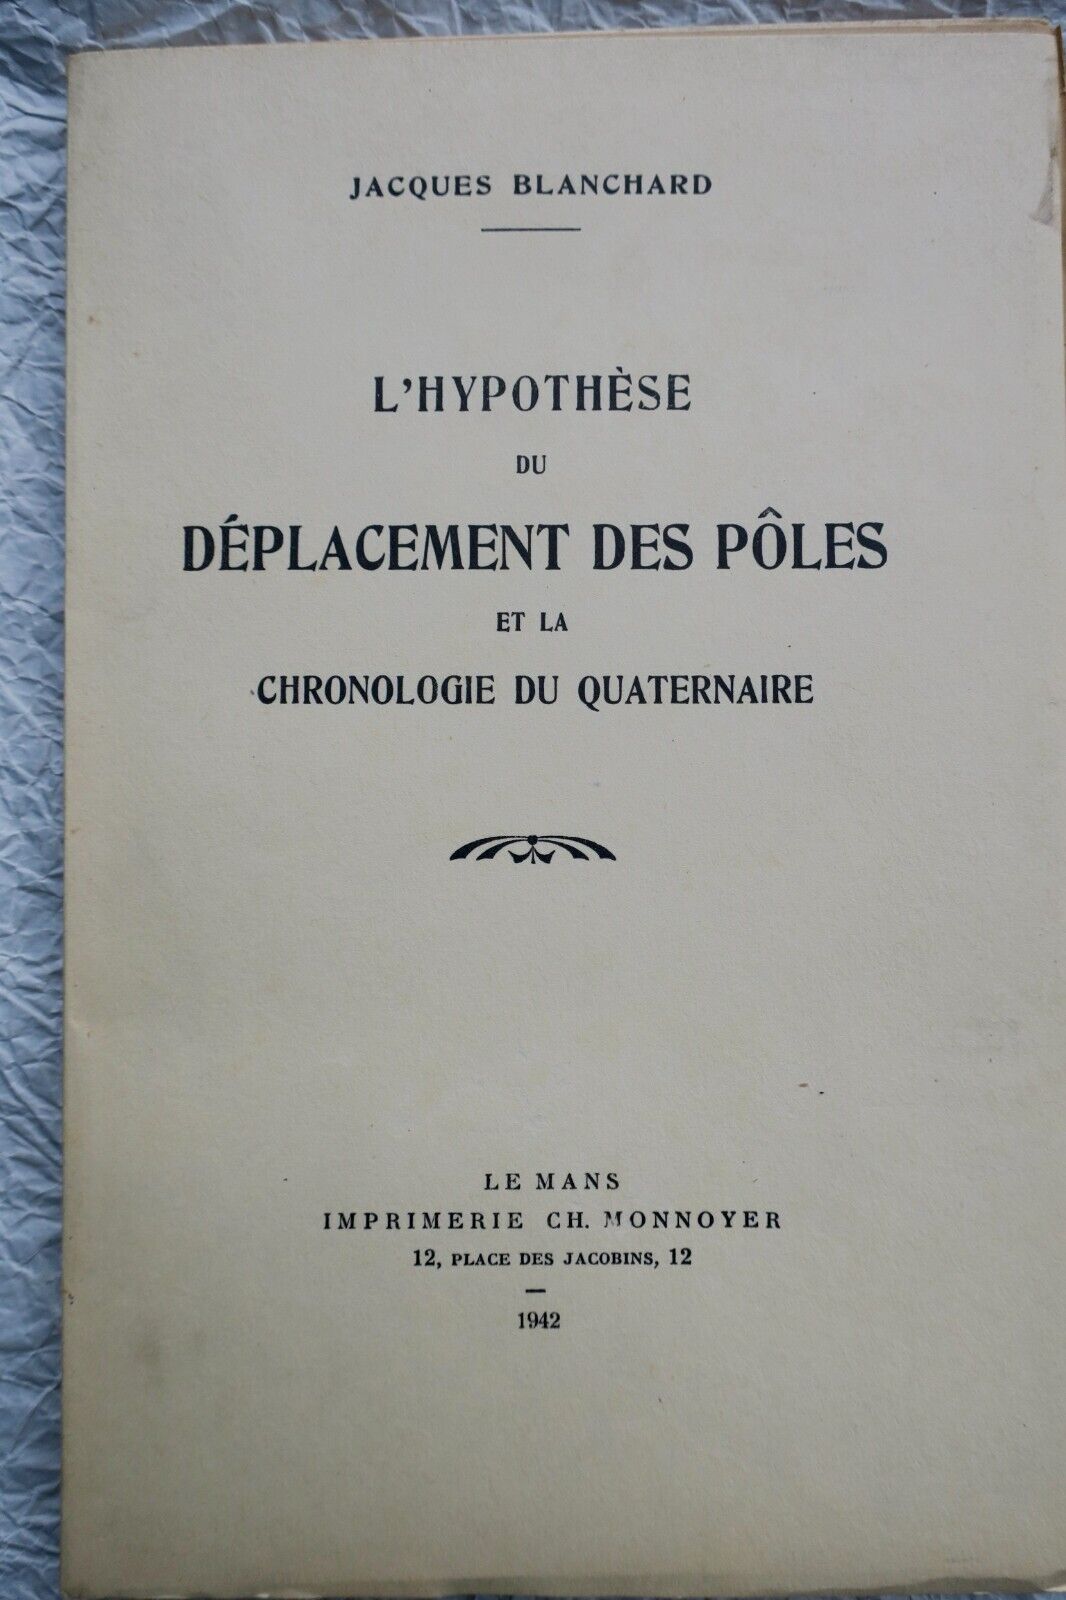 JACQUES BLANCHARD
L'HYPOTHÈSE
DU
DÉPLACEMENT DES PÔLES
ET LA
CHRONOLOGIE DU QUATERNAIRE
LE MANS
IMPRIMERIE CH. MONNOYER
12, PLACE DES JACOBINS, 12
1942